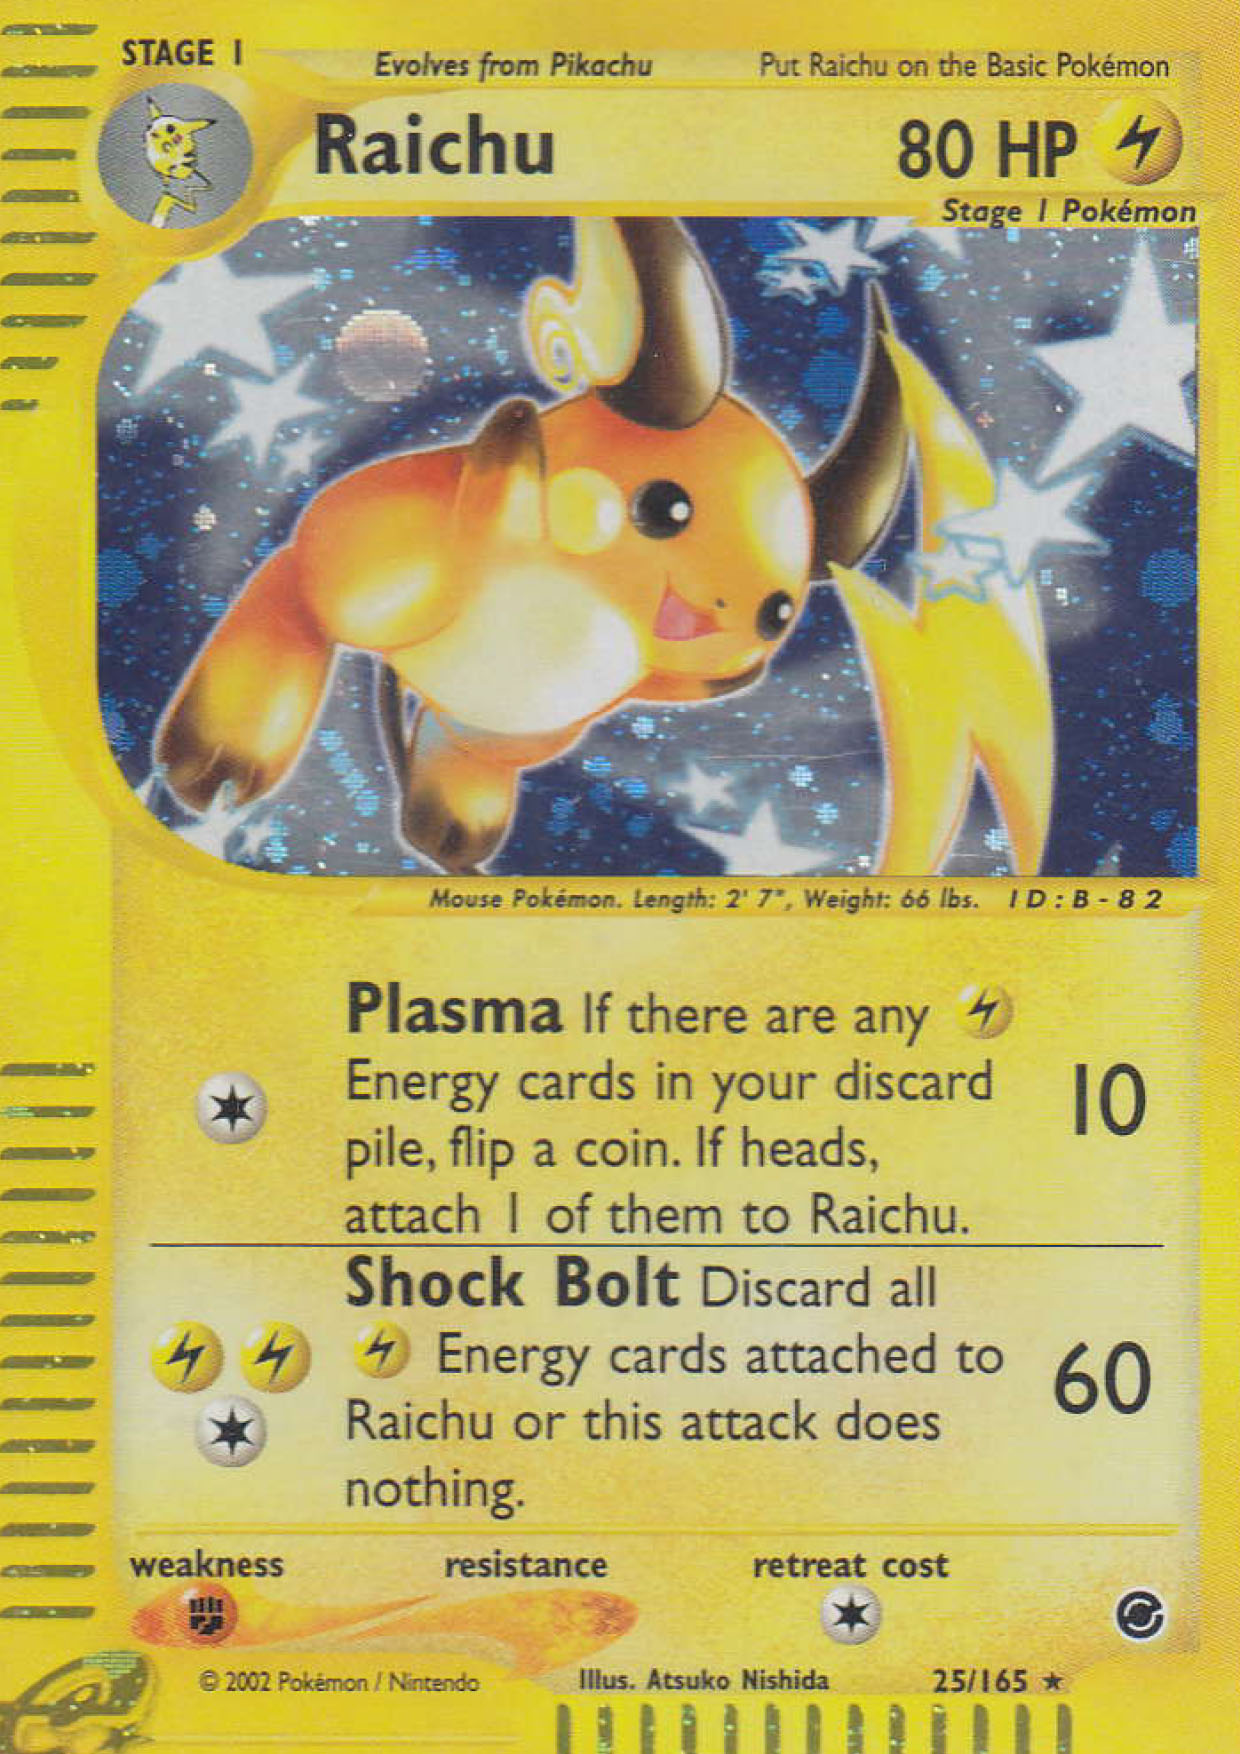 STAGE 1
Evolves from Pikachu
Put Raichu on the Basic Pokémon
Raichu
80 HP
Stage 1 Pokémon
Mouse Pokémon. Length: 2' 7", Weight: 66 lbs. ID:B-82
Plasma If there are any
Energy cards in your discard
pile, flip a coin. If heads,
attach 1 of them to Raichu.
10
Shock Bolt Discard all
Energy cards attached to
Raichu or this attack does
nothing.
60
weakness resistance retreat cost
© 2002 Pokémon / Nintendo
Illus. Atsuko Nishida
25/165 ★